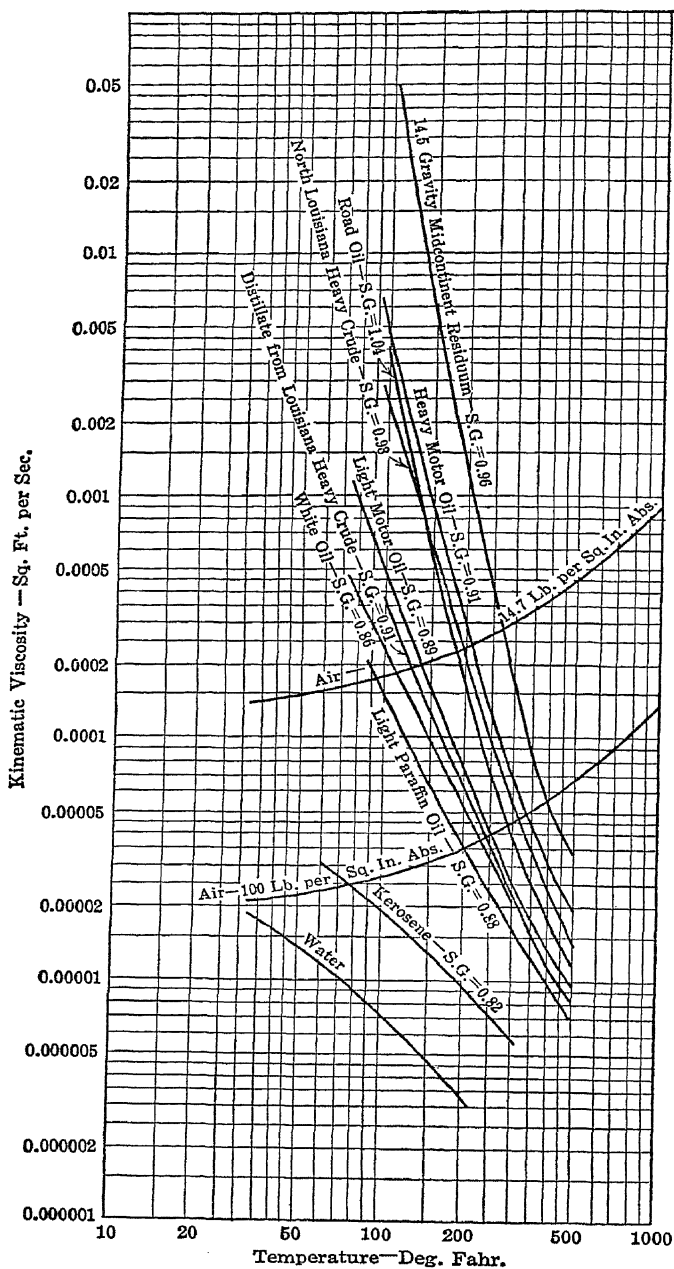 0.05
0.02
0.01
0.005
0.002
0.001
0.0005
0.0002
0.0001
0.00005
0.00002
0.00001
0.000005
0.000002
0.000001
Kinematic Viscosity — Sq. Ft. per Sec.
14.5 Gravity Midcontinent Residuum — S.G.=0.96
Road Oil — S.G.=1.04
North Louisiana Heavy Crude — S.G.=0.98
Heavy Motor Oil — S.G.=0.91
Distillate from Louisiana Heavy Crude — S.G.=0.91
Light Motor Oil — S.G.=0.89
White Oil — S.G.=0.86
Air — 14.7 Lb. per Sq. In. Abs.
Light Paraffin Oil — S.G.=0.88
Air — 100 Lb. per Sq. In. Abs.
Kerosene — S.G.=0.82
Water
10 20 50 100 200 500 1000
Temperature — Deg. Fahr.